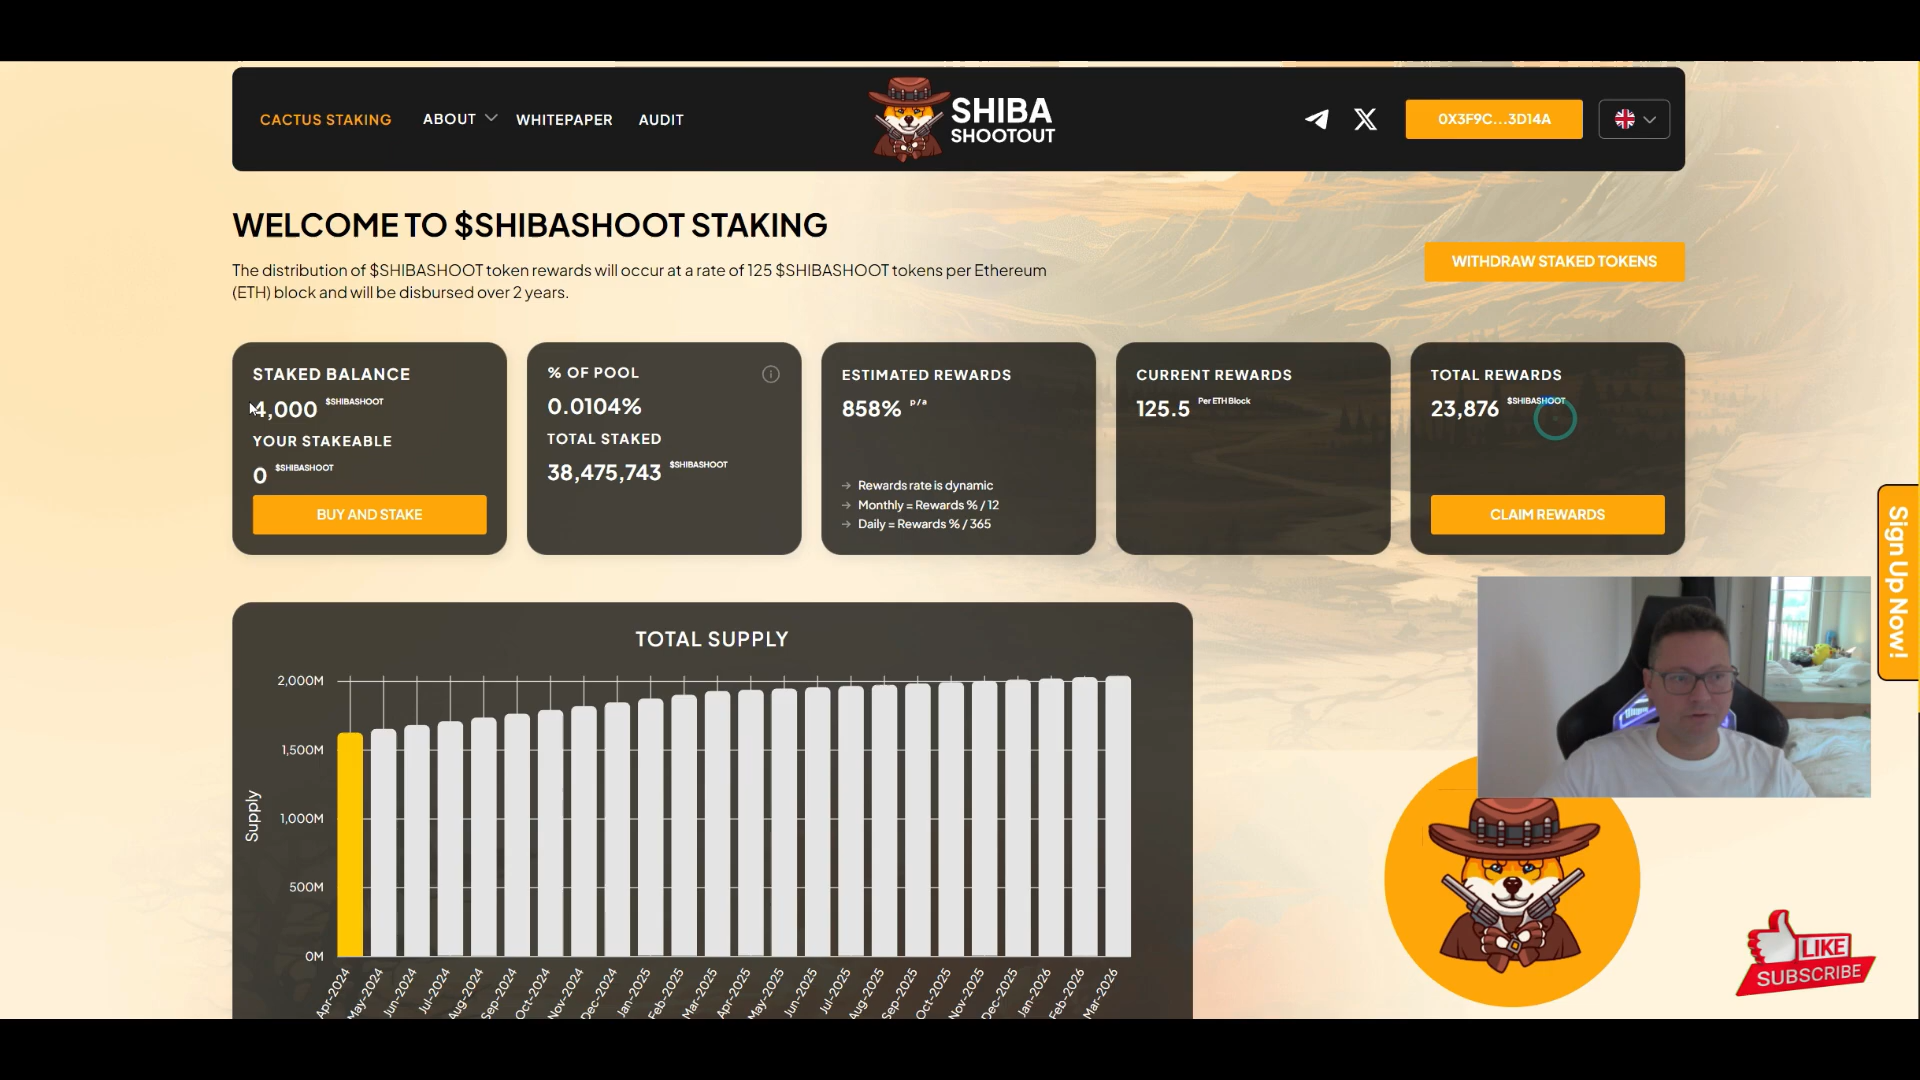 CACTUS STAKING
ABOUT
WHITEPAPER
AUDIT
SHIBA
SHOOTOUT
0X3F9C...3D14A
WELCOME TO $SHIBASHOOT STAKING
The distribution of $SHIBASHOOT token rewards will occur at a rate of 125 $SHIBASHOOT tokens per Ethereum
(ETH) block and will be disbursed over 2 years.
WITHDRAW STAKED TOKENS
STAKED BALANCE
4,000 $SHIBASHOOT
YOUR STAKEABLE
0 $SHIBASHOOT
BUY AND STAKE
% OF POOL
0.0104%
TOTAL STAKED
38,475,743 $SHIBASHOOT
ESTIMATED REWARDS
858% p/a
→ Rewards rate is dynamic
→ Monthly = Rewards % / 12
→ Daily = Rewards % / 365
CURRENT REWARDS
125.5 Per ETH Block
TOTAL REWARDS
23,876 $SHIBASHOOT
CLAIM REWARDS
Sign Up Now!
TOTAL SUPPLY
Supply
2,000M
1,500M
1,000M
500M
0M
Apr-2024
May-2024
Jun-2024
Jul-2024
Aug-2024
Sep-2024
Oct-2024
Nov-2024
Dec-2024
Jan-2025
Feb-2025
Mar-2025
Apr-2025
May-2025
Jun-2025
Jul-2025
Aug-2025
Sep-2025
Oct-2025
Nov-2025
Dec-2025
Jan-2026
Feb-2026
Mar-2026
LIKE
SUBSCRIBE